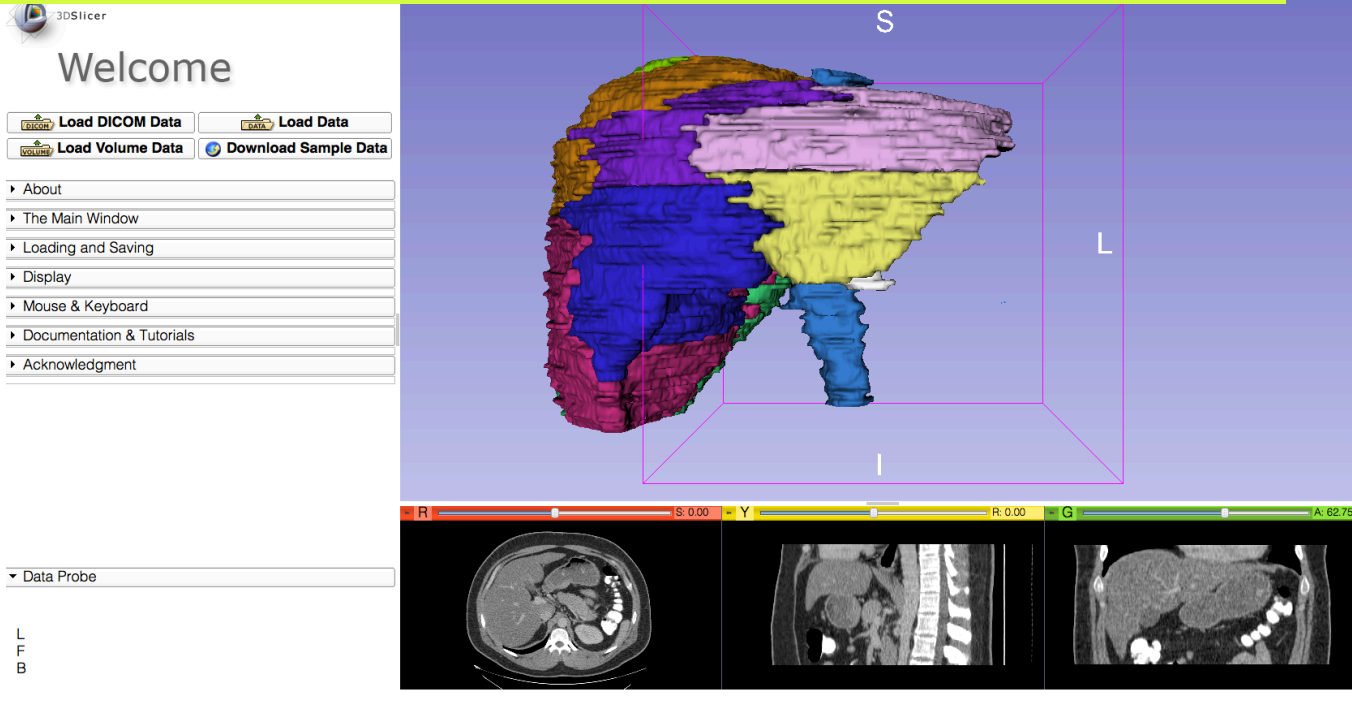 3DSlicer
Welcome
DICOM Load DICOM Data
DATA Load Data
VOLUME Load Volume Data
Download Sample Data
About
The Main Window
Loading and Saving
Display
Mouse & Keyboard
Documentation & Tutorials
Acknowledgment
Data Probe
L
F
B
S
L
I
R S: 0.00
Y R: 0.00
G A: 62.75